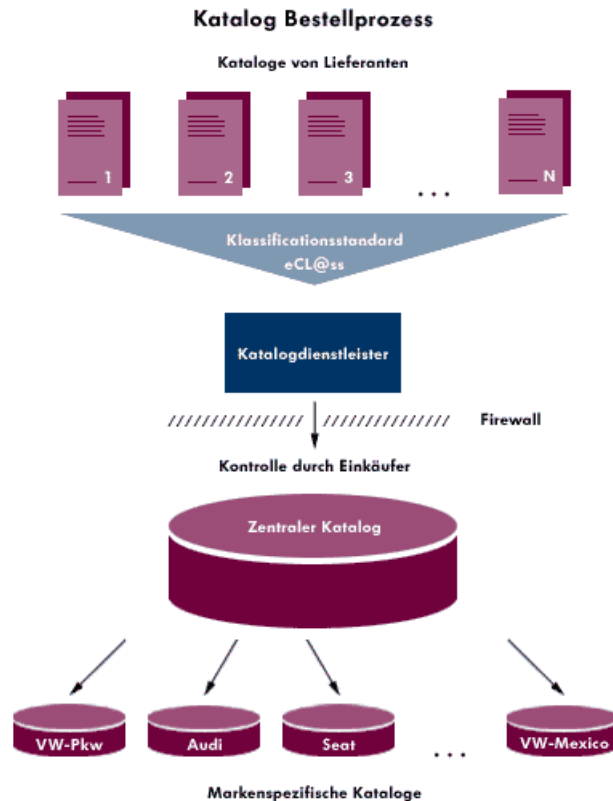 Katalog Bestellprozess
Kataloge von Lieferanten
1
2
3
...
N
Klassificationsstandard
eCL@ss
Katalogdienstleister
Firewall
Kontrolle durch Einkäufer
Zentraler Katalog
VW-Pkw
Audi
Seat
...
VW-Mexico
Markenspezifische Kataloge